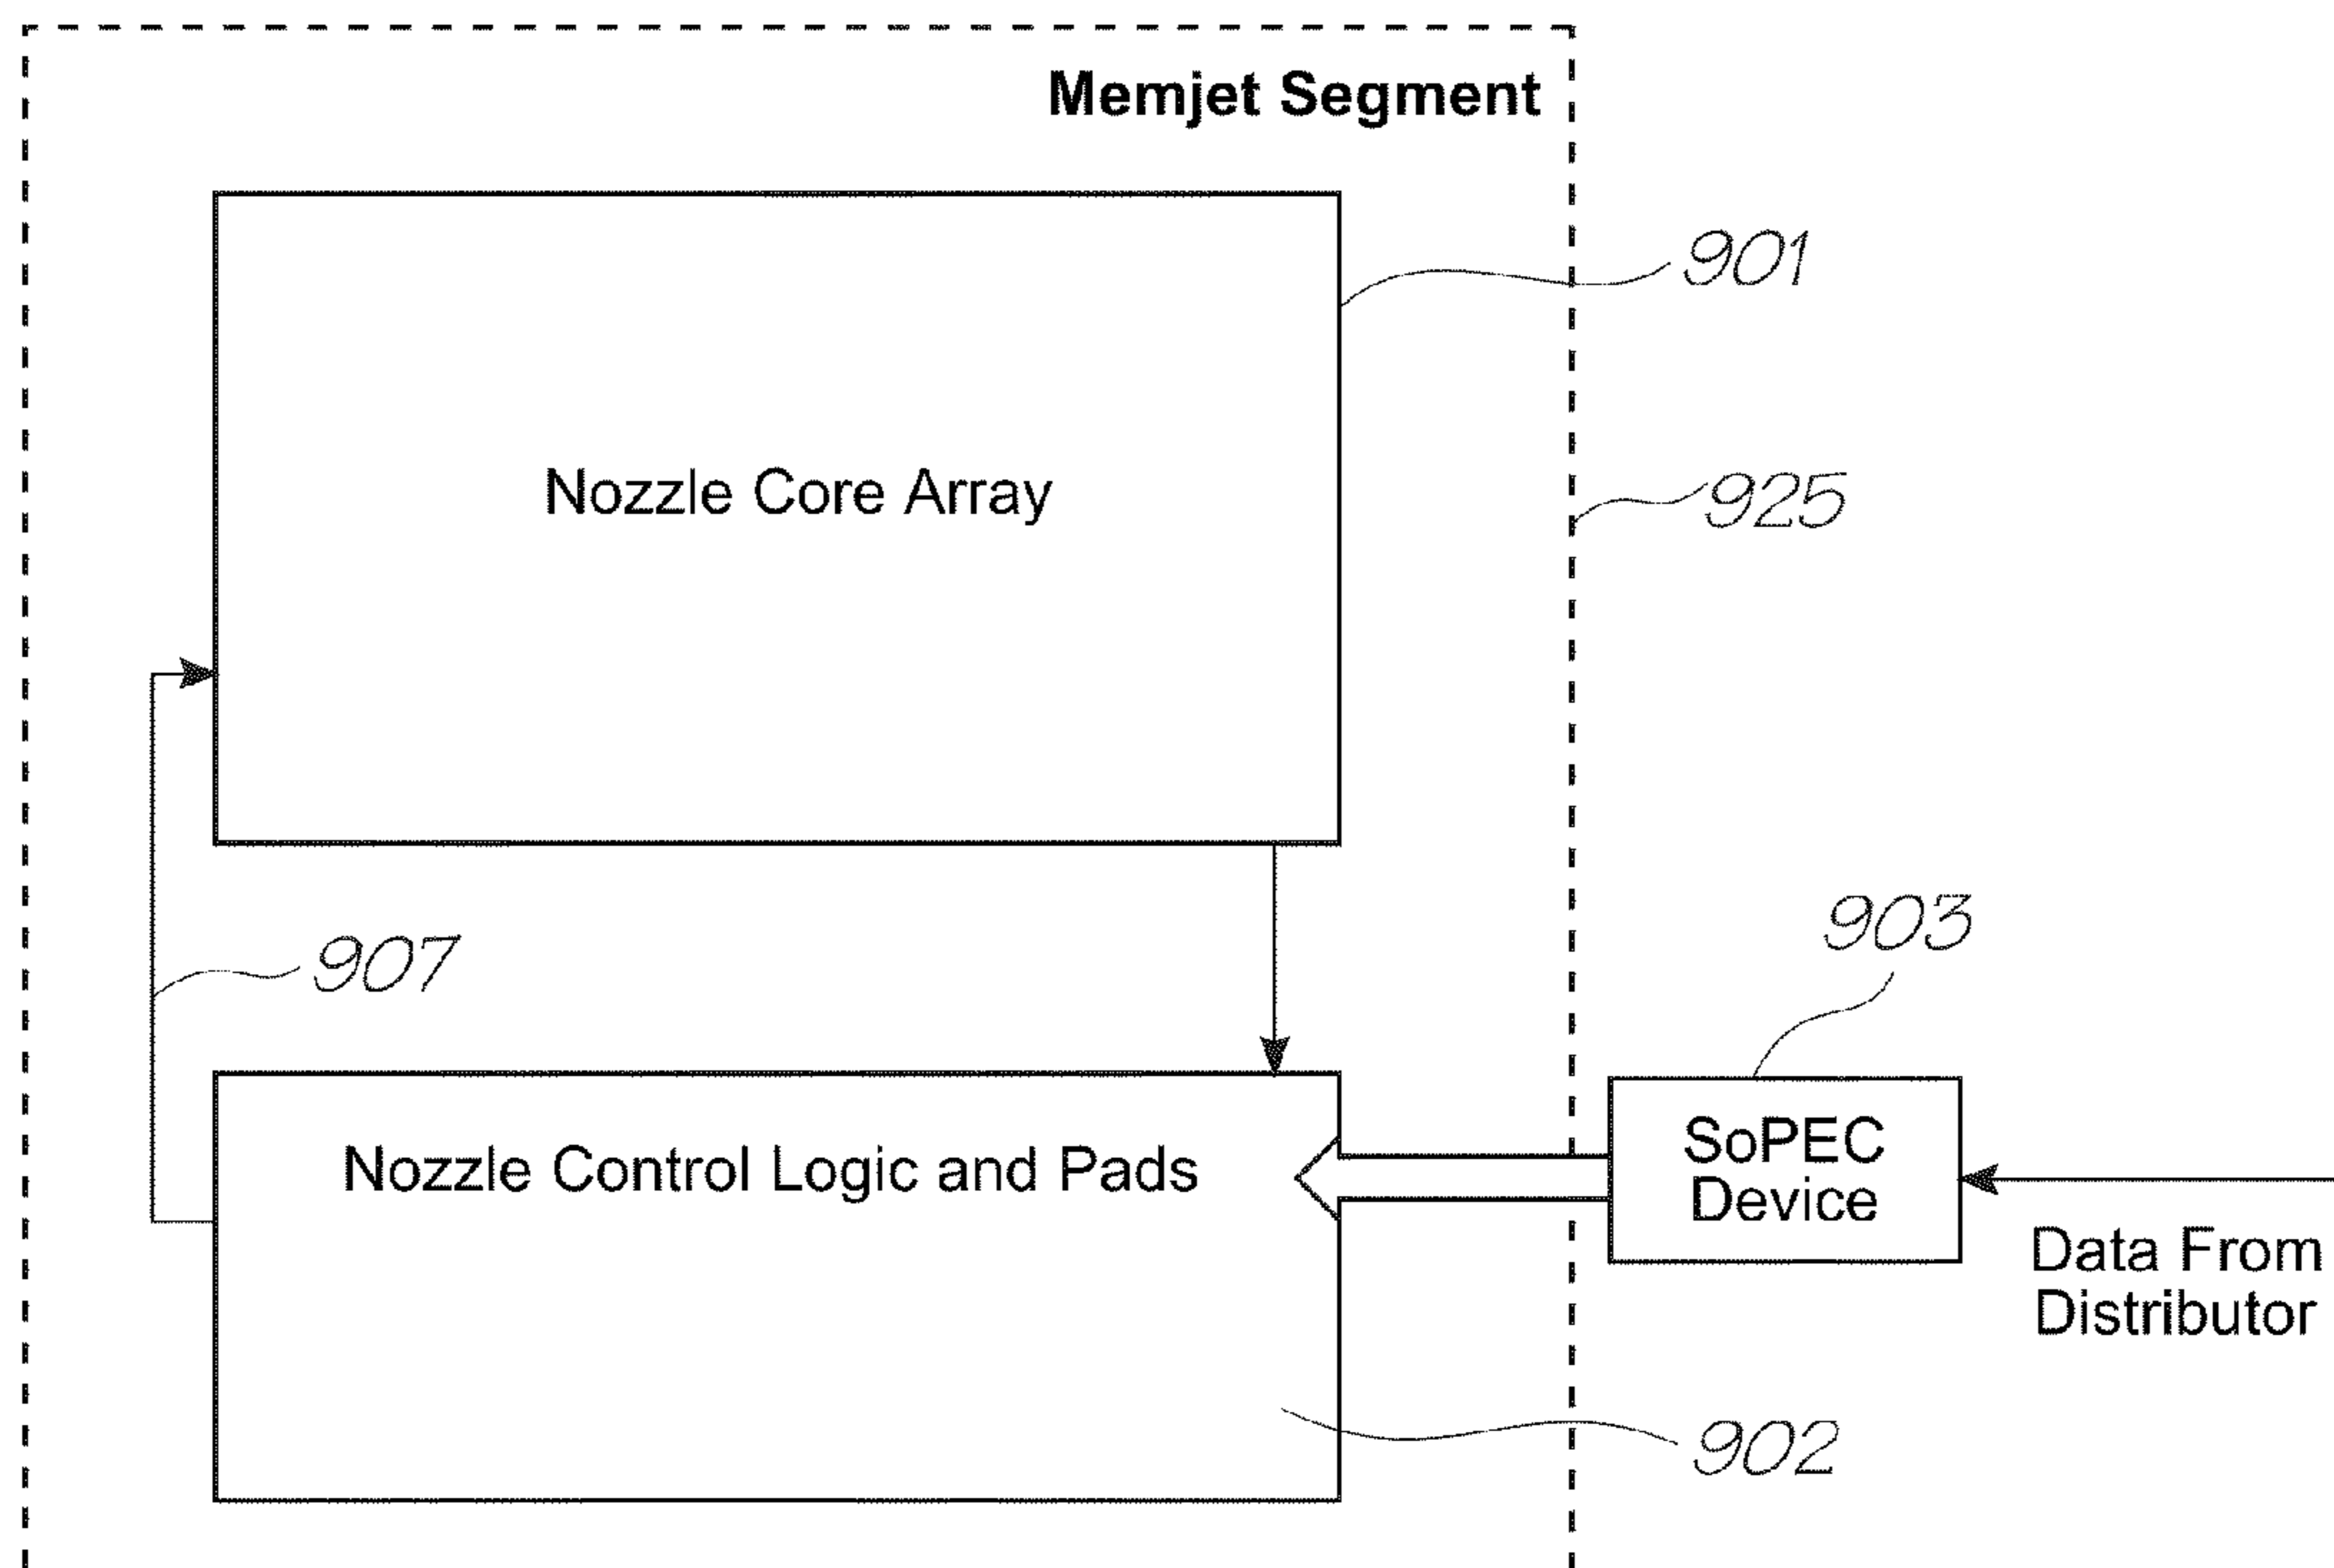 Memjet Segment
901
Nozzle Core Array
925
903
907
Nozzle Control Logic and Pads
SoPEC
Device
Data From
Distributor
902